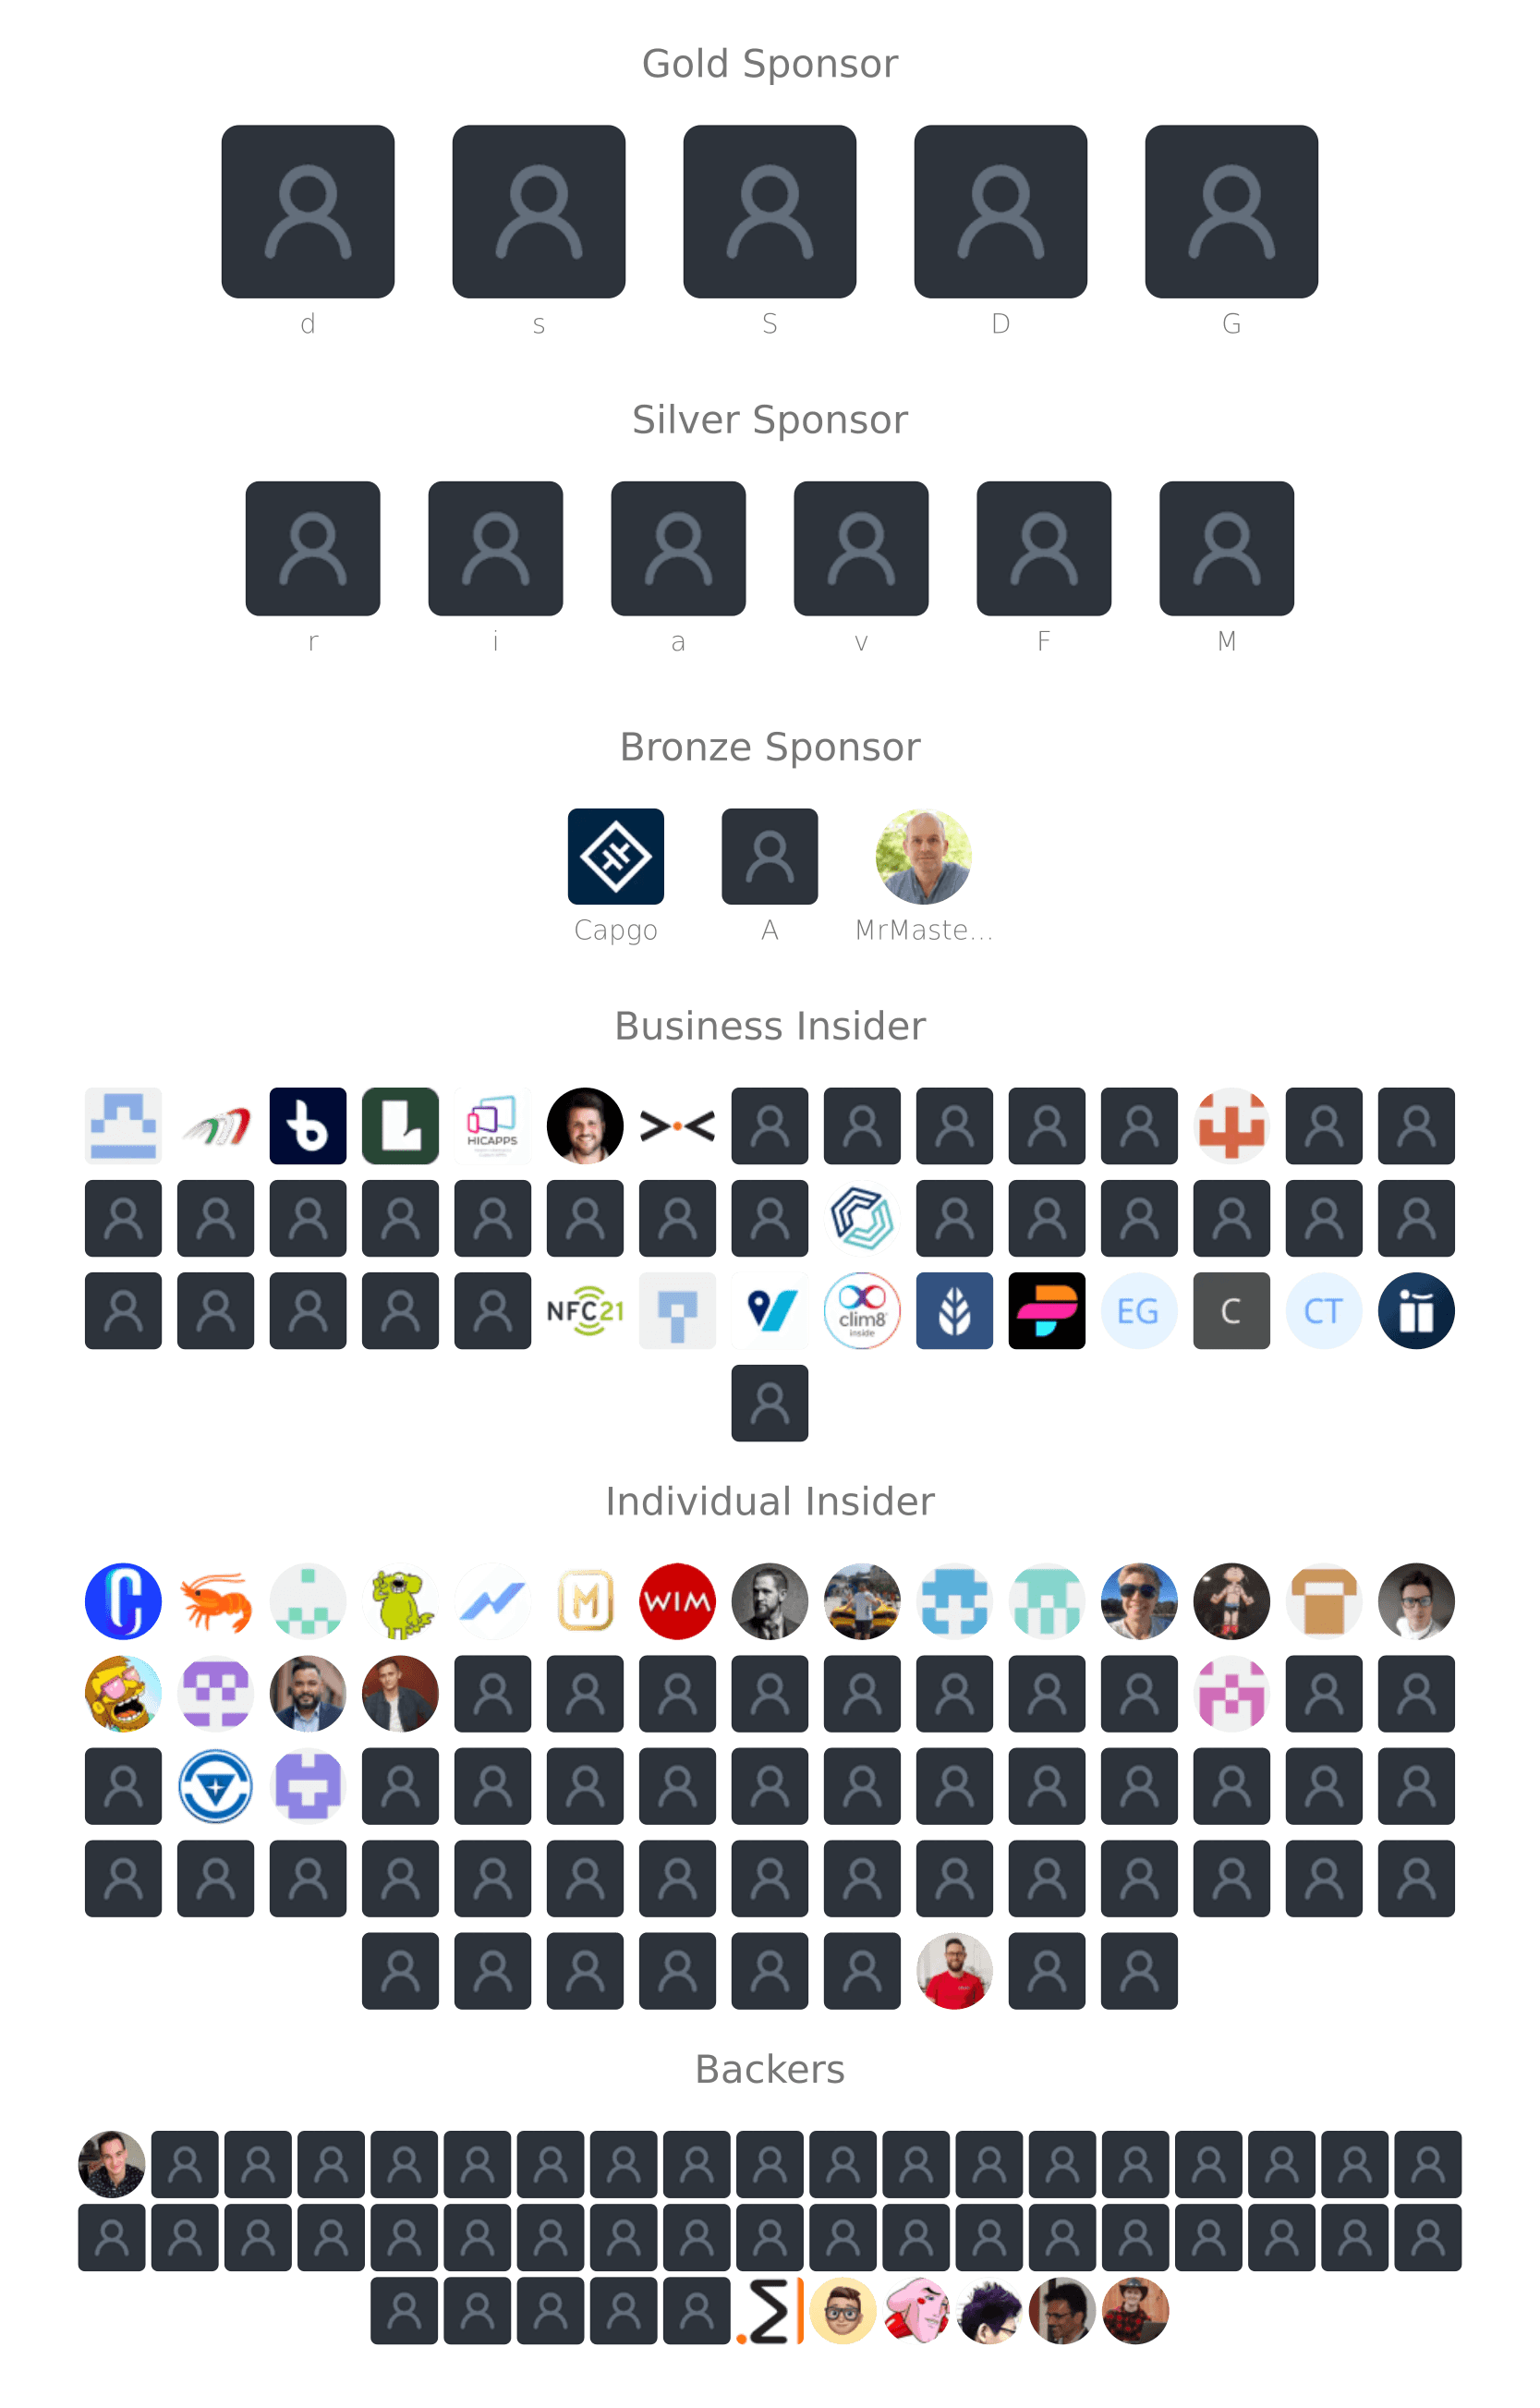 Gold Sponsor
d s S D G
Silver Sponsor
r i a v F M
Bronze Sponsor
Capgo A MrMaste...
Business Insider
L HICAPPS
NFC21 clim8 inside EG C CT
Individual Insider
C M WIM
Backers